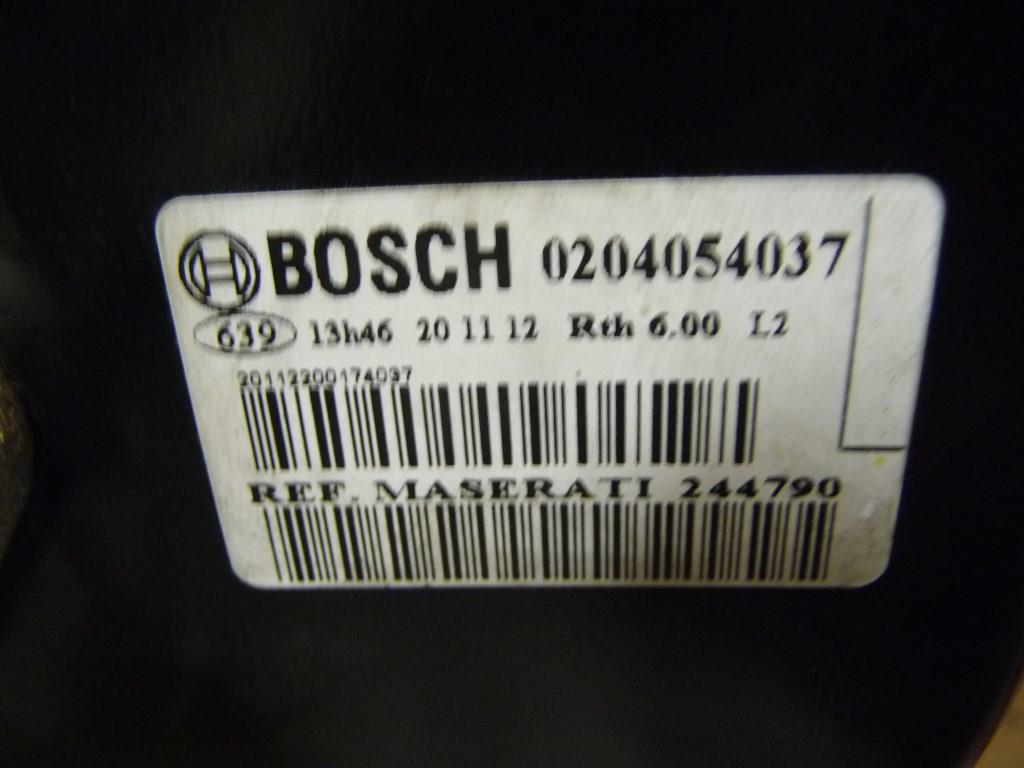 BOSCH 0204054037
639 13h46 20 11 12 Rth 6.00 L2
20112200174037
REF. MASERATI 244790